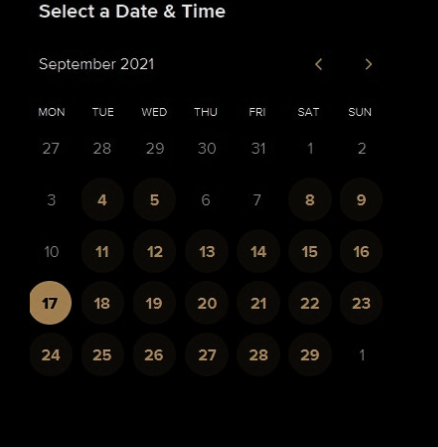 Select a Date & Time
September 2021
MON TUE WED THU FRI SAT SUN
27 28 29 30 31 1 2
3 4 5 6 7 8 9
10 11 12 13 14 15 16
17 18 19 20 21 22 23
24 25 26 27 28 29 1